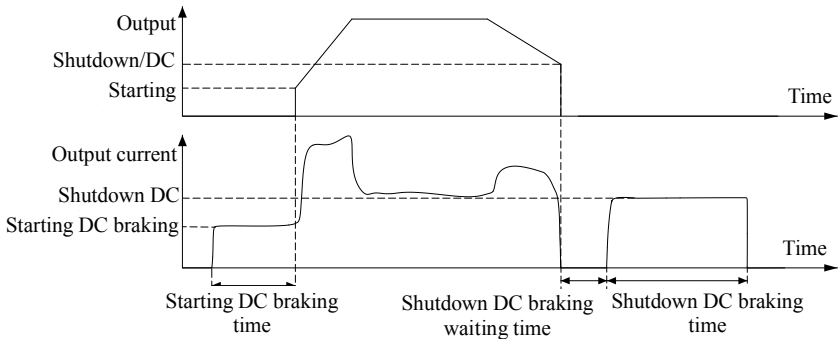 Output
Shutdown/DC
Starting
Time
Output current
Shutdown DC
Starting DC braking
Time
Starting DC braking
time
Shutdown DC braking
waiting time
Shutdown DC braking
time